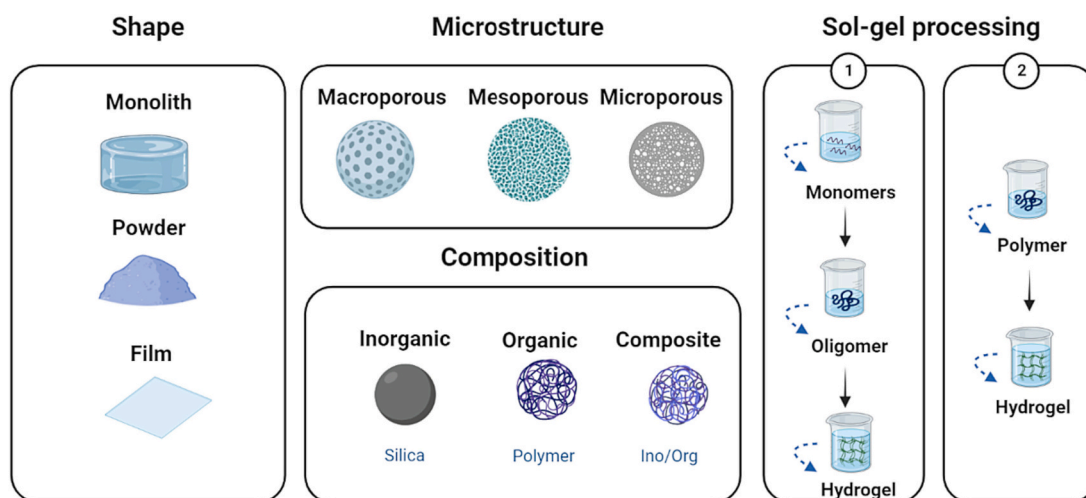 Shape
Monolith
Powder
Film
Microstructure
Macroporous Mesoporous Microporous
Composition
Inorganic Organic Composite
Silica Polymer Ino/Org
Sol-gel processing
1
Monomers
Oligomer
Hydrogel
2
Polymer
Hydrogel